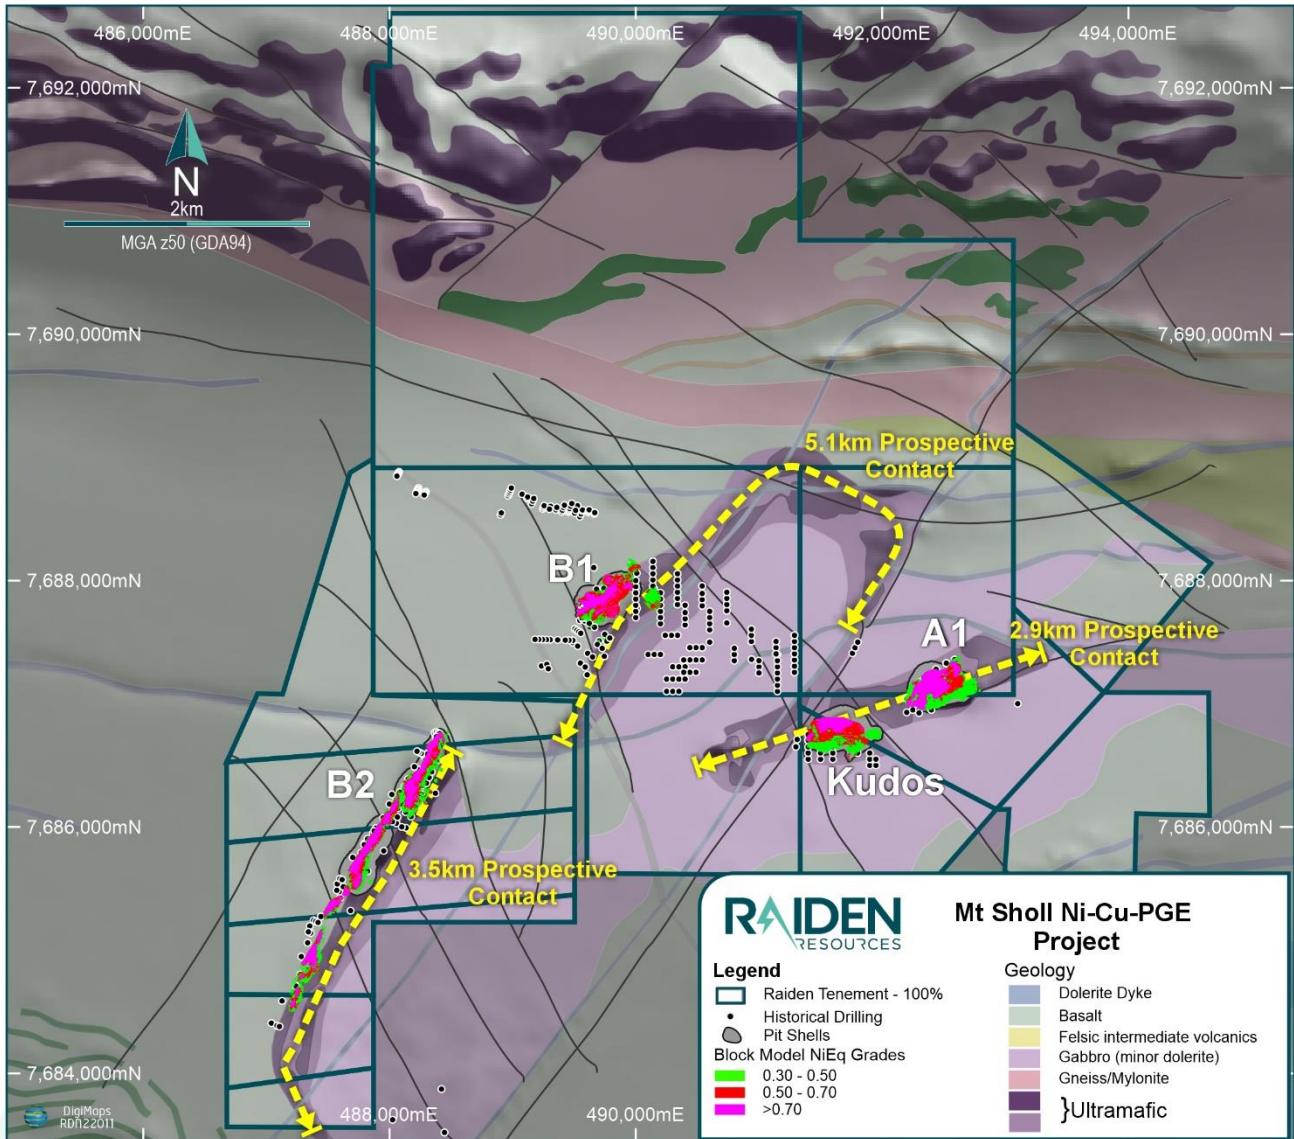 486,000mE
488,000mE
490,000mE
492,000mE
494,000mE
7,692,000mN
7,692,000mN
N
2km
MGA z50 (GDA94)
7,690,000mN
7,690,000mN
5.1km Prospective
Contact
B1
7,688,000mN
7,688,000mN
A1
2.9km Prospective
Contact
B2
Kudos
7,686,000mN
7,686,000mN
3.5km Prospective
Contact
7,684,000mN
488,000mE
490,000mE
DigiMaps
RDn22011
RAIDEN
RESOURCES
Mt Sholl Ni-Cu-PGE
Project
Legend
Raiden Tenement - 100%
Historical Drilling
Pit Shells
Block Model NiEq Grades
0.30 - 0.50
0.50 - 0.70
>0.70
Geology
Dolerite Dyke
Basalt
Felsic intermediate volcanics
Gabbro (minor dolerite)
Gneiss/Mylonite
}Ultramafic